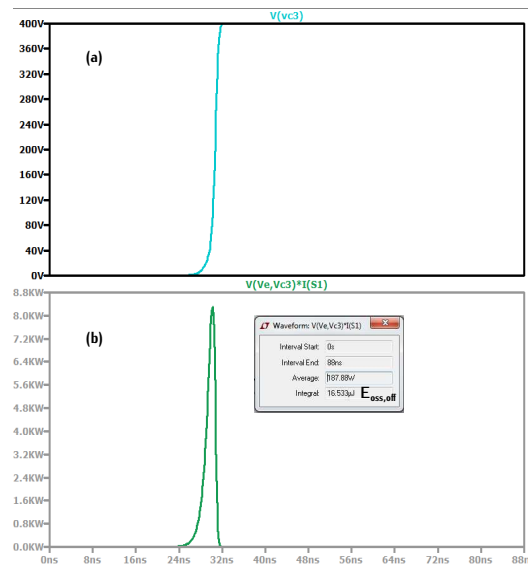 V(vc3)
400V
360V
320V
280V
240V
200V
160V
120V
80V
40V
0V
(a)
V(Ve,Vc3)*I(S1)
8.8KW
8.2KW
7.2KW
6.4KW
5.6KW
4.8KW
4.0KW
3.2KW
2.4KW
1.6KW
0.8KW
0.0KW
(b)
Waveform: V(Ve,Vc3)*I(S1)
Interval Start: 0s
Interval End: 88ns
Average: 187.88W
Integral: 16.533µJ Eoss,off
0ns 8ns 16ns 24ns 32ns 40ns 48ns 56ns 64ns 72ns 80ns 88ns